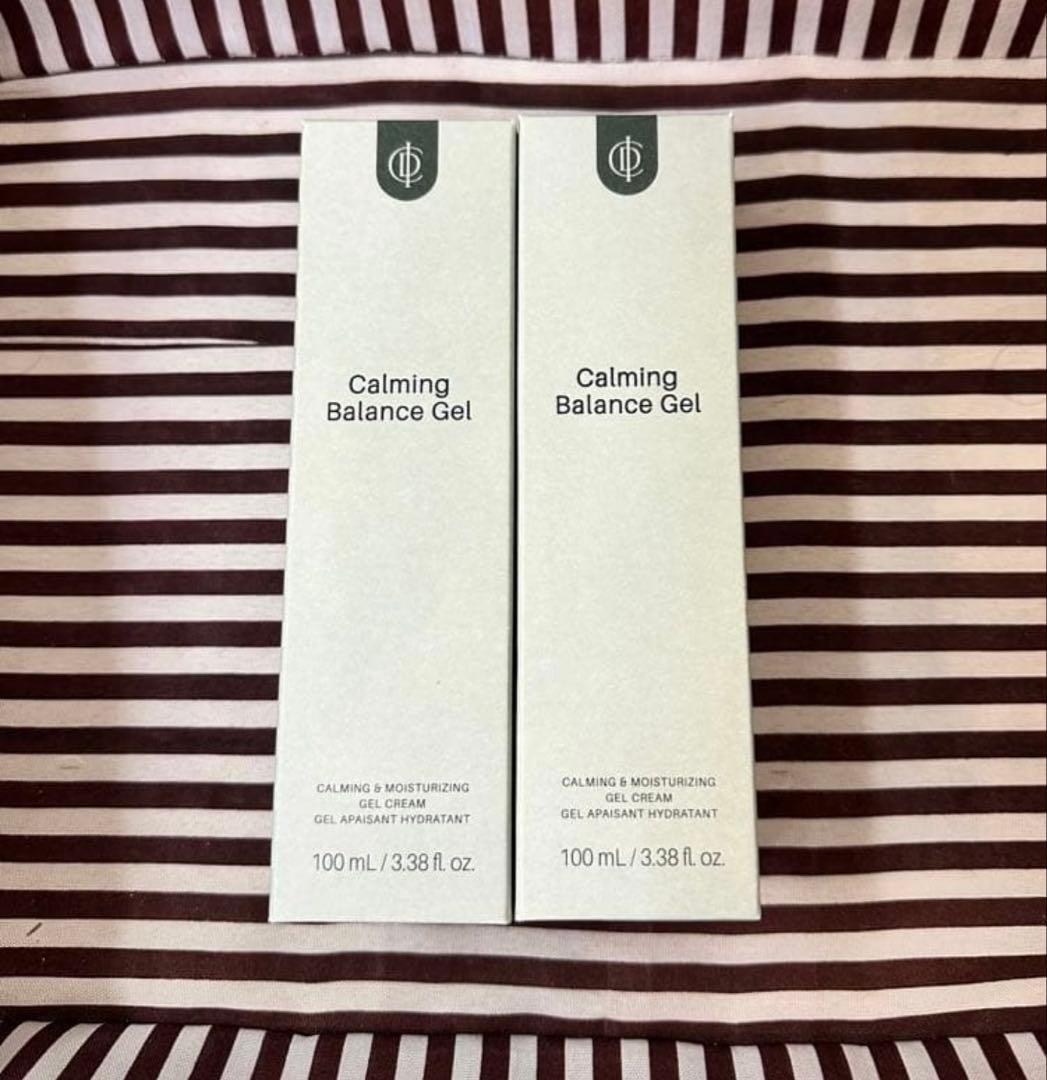 Calming
Balance Gel
CALMING & MOISTURIZING
GEL CREAM
GEL APAISANT HYDRATANT
100 mL / 3.38 fl. oz.
Calming
Balance Gel
CALMING & MOISTURIZING
GEL CREAM
GEL APAISANT HYDRATANT
100 mL / 3.38 fl. oz.